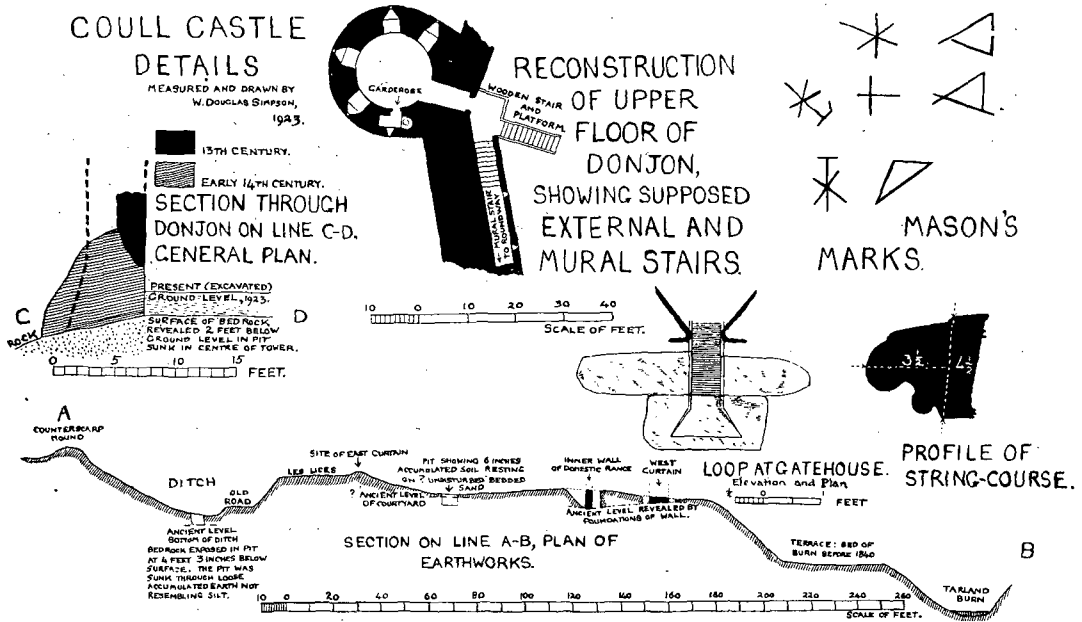 COULL CASTLE
DETAILS
MEASURED AND DRAWN BY
W. DOUGLAS SIMPSON,
1923.
13TH CENTURY.
EARLY 14TH CENTURY.
SECTION THROUGH
DONJON ON LINE C-D.
GENERAL PLAN.
PRESENT (EXCAVATED)
GROUND LEVEL, 1923.
C
D
ROCK
SURFACE OF BED ROCK,
REVEALED 2 FEET BELOW
GROUND LEVEL IN PIT
SUNK IN CENTRE OF TOWER.
0 5 10 15
FEET.
GARDEROBE
WOODEN STAIR
AND
PLATFORM
MURAL STAIR
TO ROUNDWAY
RECONSTRUCTION
OF UPPER
FLOOR OF
DONJON,
SHOWING SUPPOSED
EXTERNAL AND
MURAL STAIRS.
10 0 10 20 30 40
SCALE OF FEET.
MASON'S
MARKS.
LOOP AT GATEHOUSE.
Elevation and Plan
0
FEET
3½
4½
PROFILE OF
STRING-COURSE.
A
COUNTERSCARP
MOUND
DITCH
OLD
ROAD
LES LICES
SITE OF EAST CURTAIN
PIT SHOWING 6 INCHES
ACCUMULATED SOIL RESTING
ON ? UNDISTURBED BEDDED
SAND
? ANCIENT LEVEL
OF COURTYARD
INNER WALL
OF DOMESTIC RANGE
WEST
CURTAIN
ANCIENT LEVEL REVEALED BY
FOUNDATIONS OF WALL.
ANCIENT LEVEL
BOTTOM OF DITCH
BEDROCK EXPOSED IN PIT
AT 4 FEET 3 INCHES BELOW
SURFACE. THE PIT WAS
SUNK THROUGH LOOSE
ACCUMULATED EARTH NOT
RESEMBLING SILT.
SECTION ON LINE A-B, PLAN OF
EARTHWORKS.
TERRACE: BED OF
BURN BEFORE 1840
B
TARLAND
BURN
10 0 20 40 60 80 100 120 140 160 180 200 220 240 260
SCALE OF FEET.